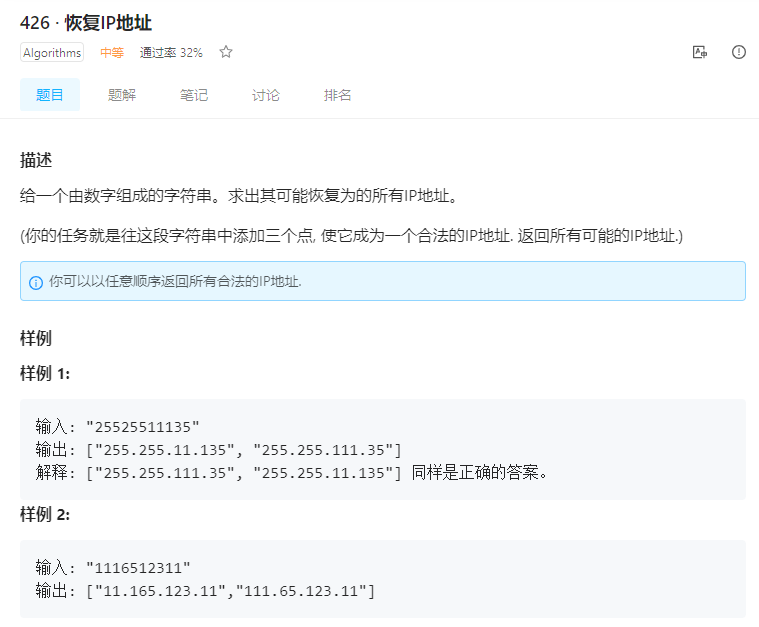 426 · 恢复IP地址
Algorithms 中等 通过率 32%
题目 题解 笔记 讨论 排名
描述
给一个由数字组成的字符串。求出其可能恢复为的所有IP地址。
(你的任务就是往这段字符串中添加三个点, 使它成为一个合法的IP地址. 返回所有可能的IP地址.)
你可以以任意顺序返回所有合法的IP地址.
样例
样例 1:
输入: "25525511135"
输出: ["255.255.11.135", "255.255.111.35"]
解释: ["255.255.111.35", "255.255.11.135"] 同样是正确的答案。
样例 2:
输入: "1116512311"
输出: ["11.165.123.11","111.65.123.11"]